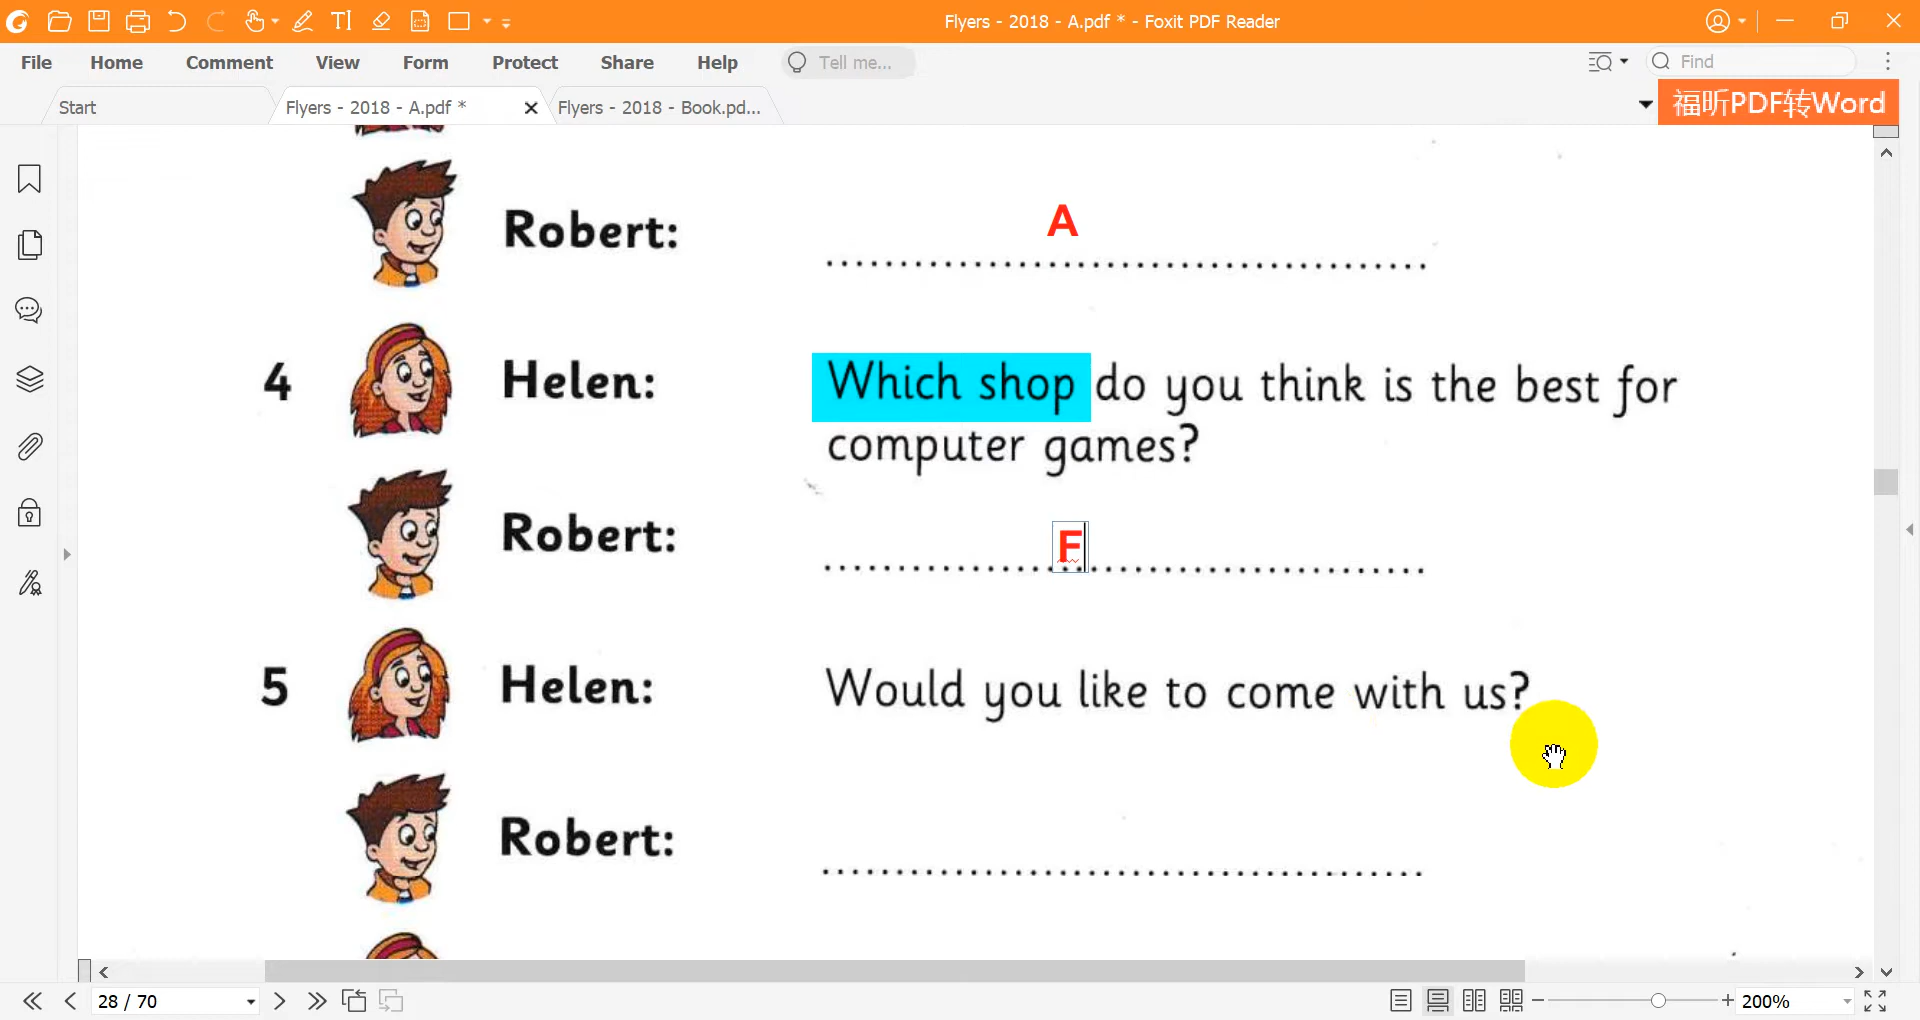 Flyers - 2018 - A.pdf * - Foxit PDF Reader
File Home Comment View Form Protect Share Help Tell me... Find
Start Flyers - 2018 - A.pdf * Flyers - 2018 - Book.pd... 福昕PDF转Word
Robert: A
4 Helen: Which shop do you think is the best for
computer games?
Robert: F
5 Helen: Would you like to come with us?
Robert:
28 / 70 200%